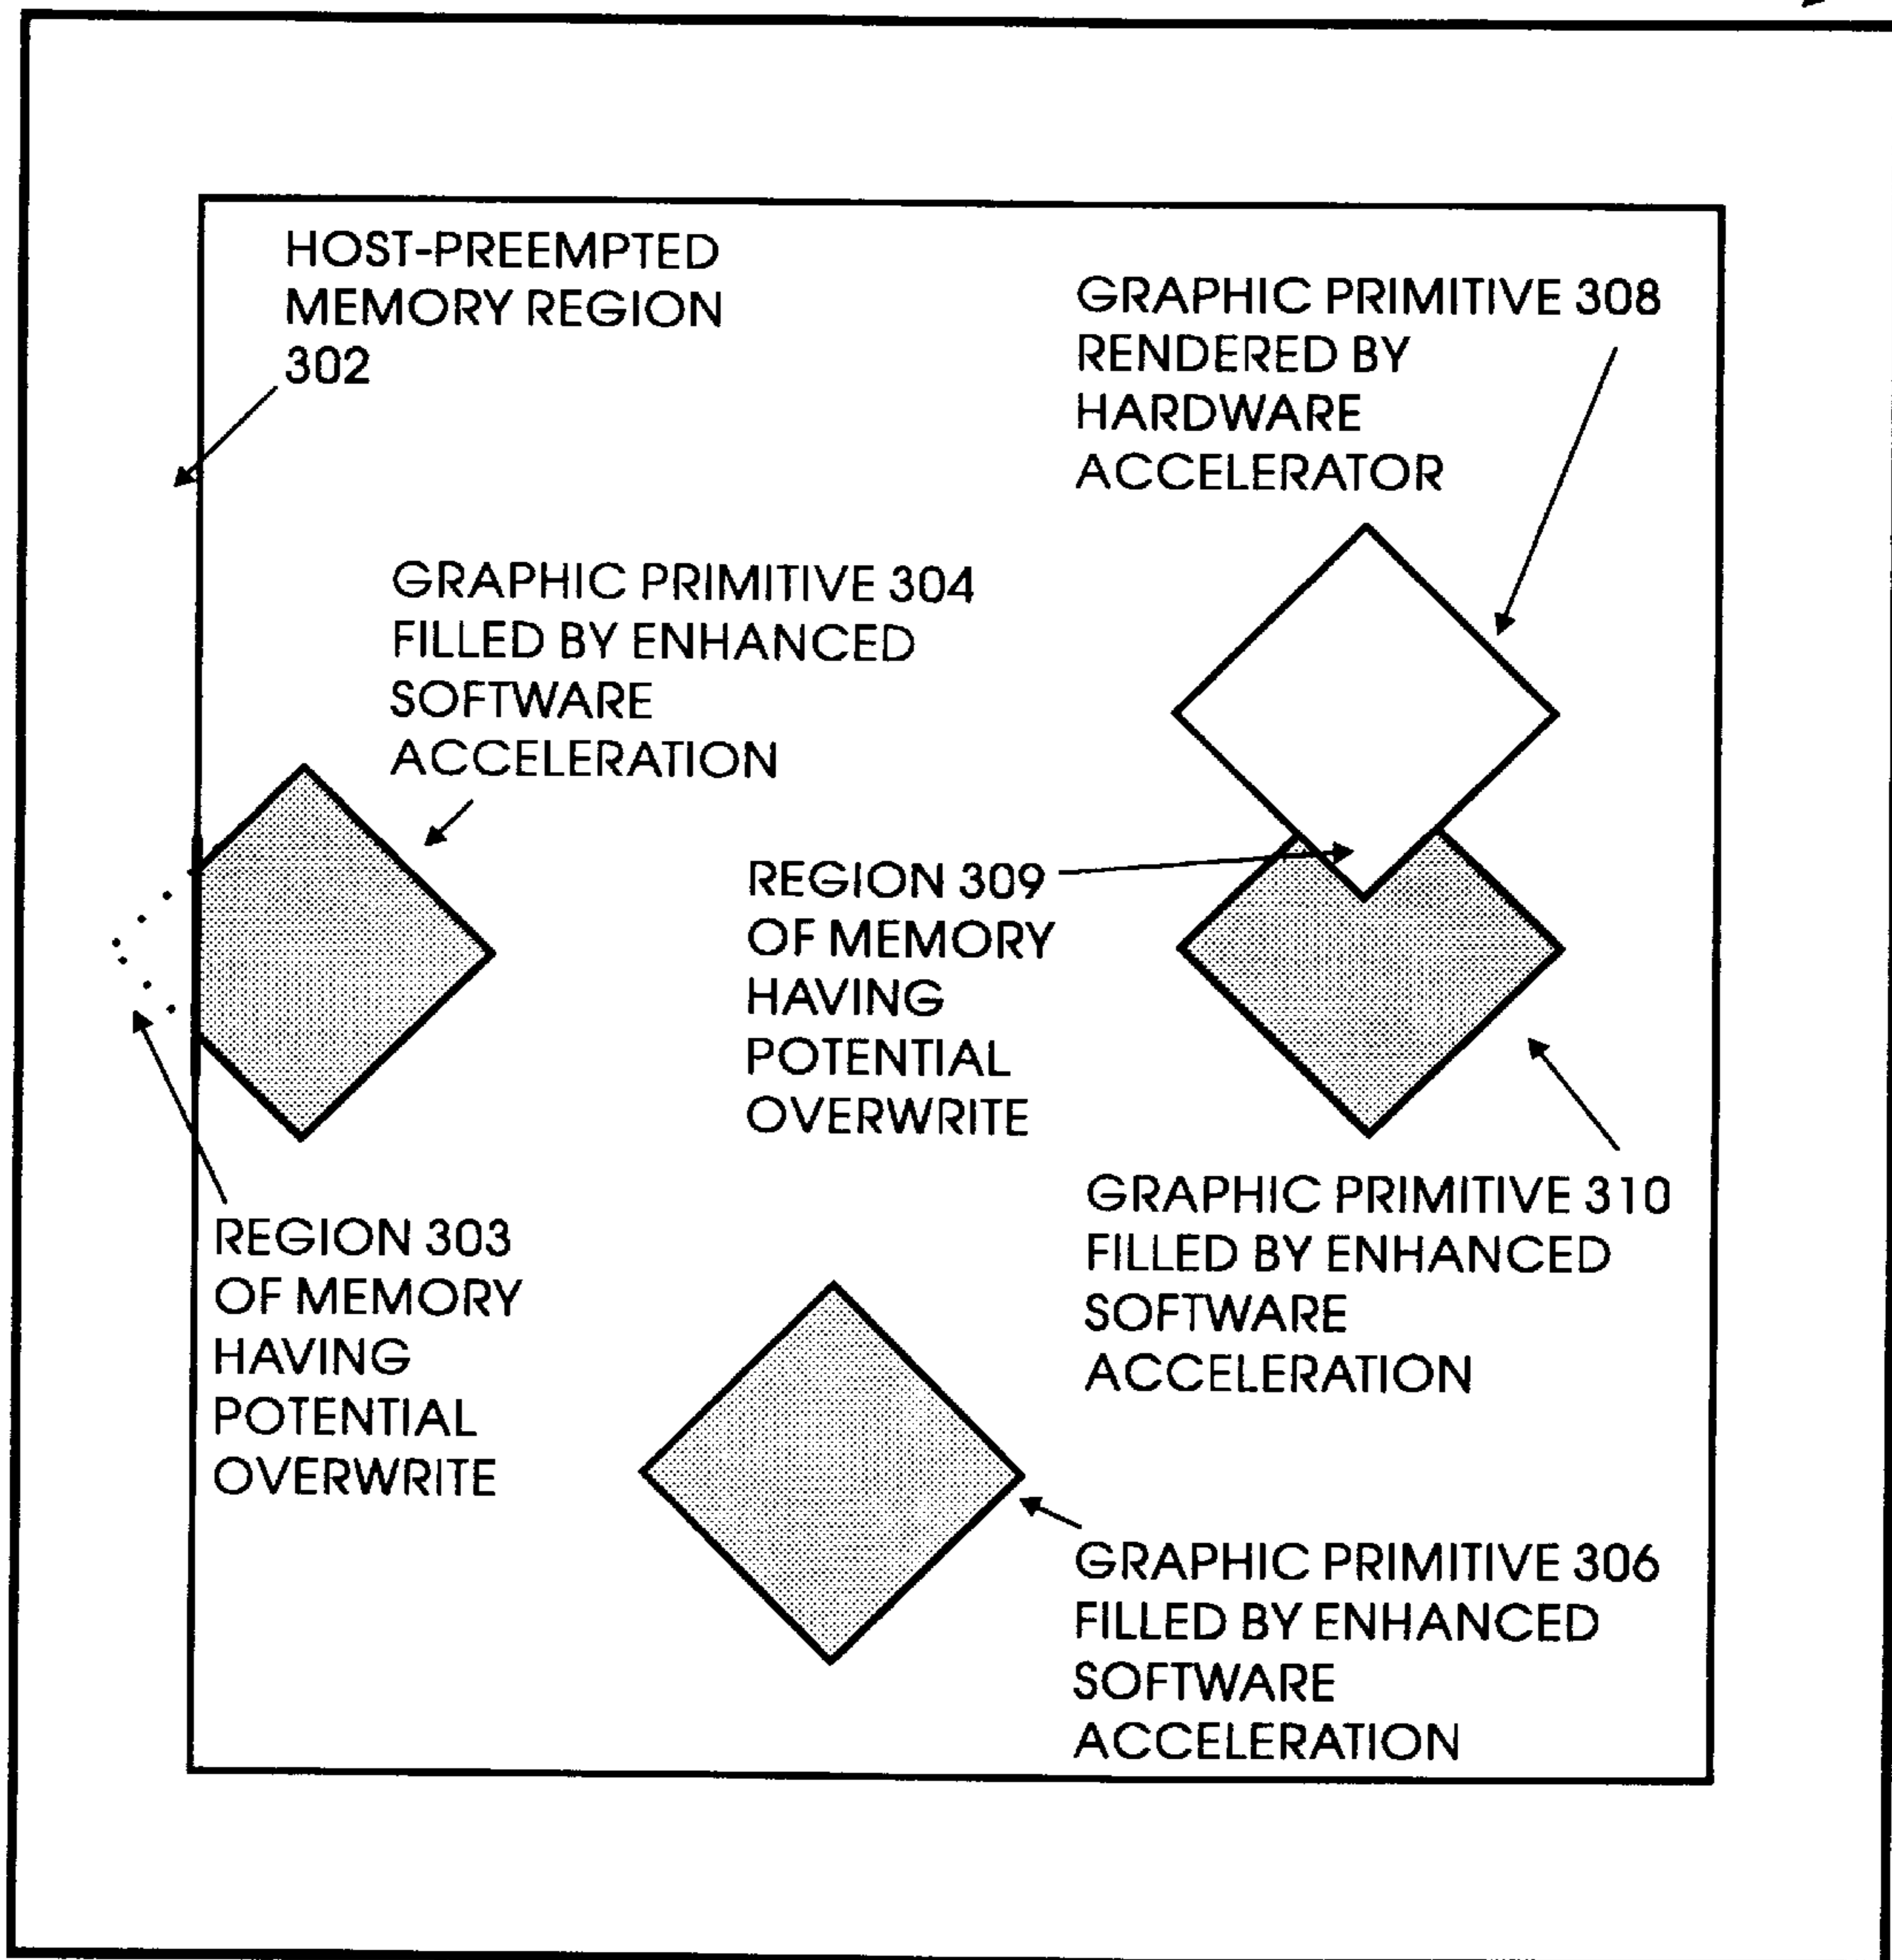 HOST-PREEMPTED
MEMORY REGION
302
GRAPHIC PRIMITIVE 308
RENDERED BY
HARDWARE
ACCELERATOR
GRAPHIC PRIMITIVE 304
FILLED BY ENHANCED
SOFTWARE
ACCELERATION
REGION 309
OF MEMORY
HAVING
POTENTIAL
OVERWRITE
GRAPHIC PRIMITIVE 310
FILLED BY ENHANCED
SOFTWARE
ACCELERATION
REGION 303
OF MEMORY
HAVING
POTENTIAL
OVERWRITE
GRAPHIC PRIMITIVE 306
FILLED BY ENHANCED
SOFTWARE
ACCELERATION